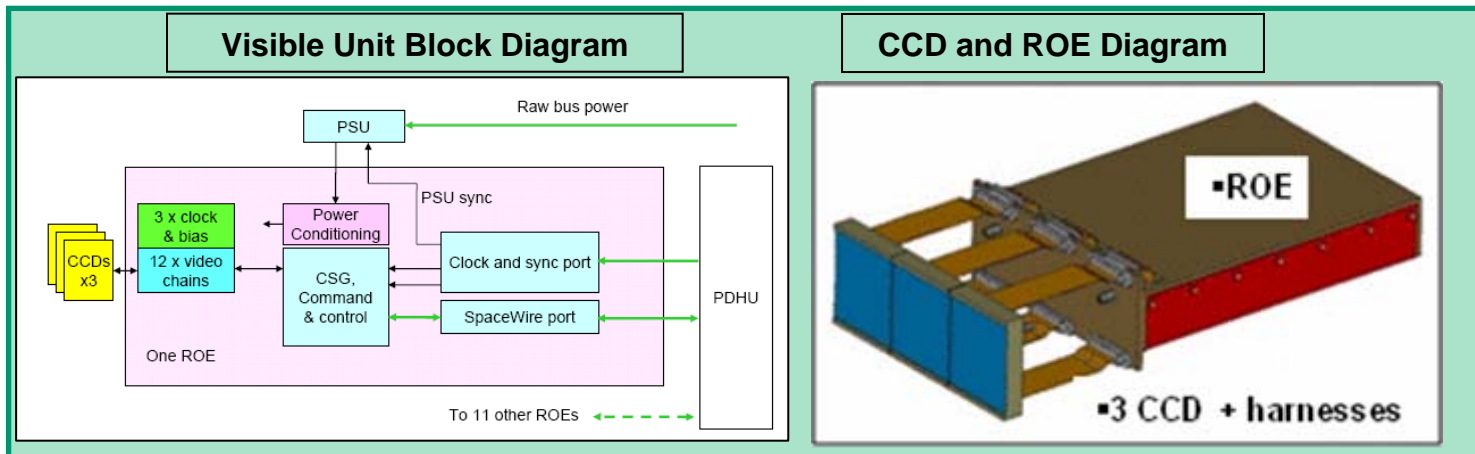 Visible Unit Block Diagram
Raw bus power
PSU
PSU sync
3 x clock
& bias
Power
Conditioning
CCDs
x3
12 x video
chains
CSG,
Command
& control
Clock and sync port
SpaceWire port
PDHU
One ROE
To 11 other ROEs
CCD and ROE Diagram
▪ROE
▪3 CCD + harnesses